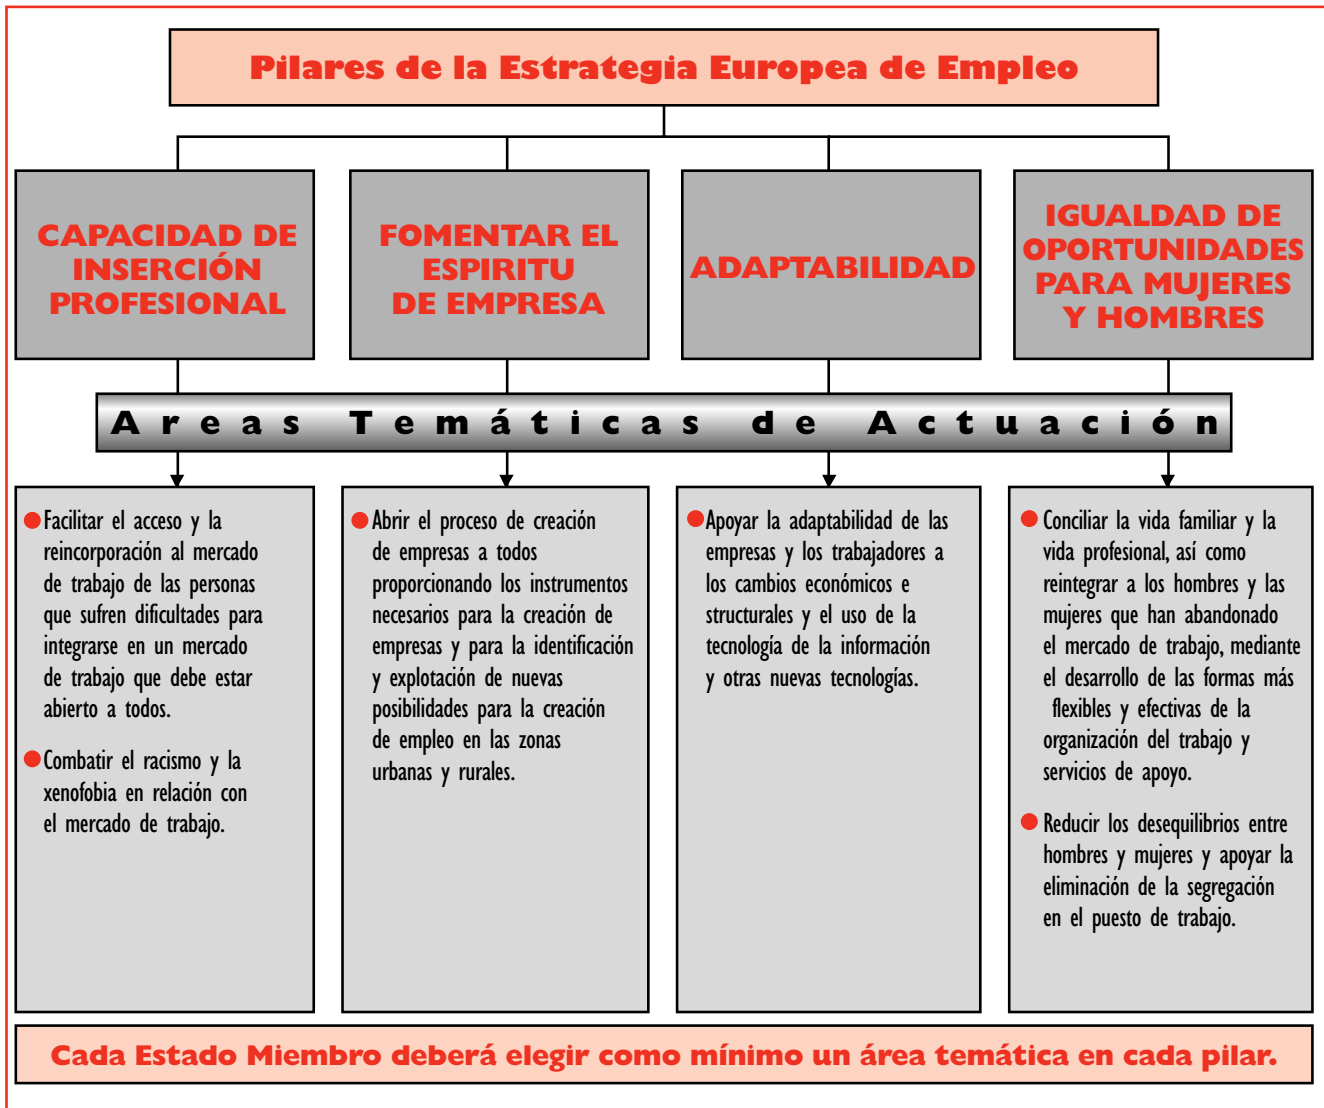 Pilares de la Estrategia Europea de Empleo
CAPACIDAD DE
INSERCIÓN
PROFESIONAL
FOMENTAR EL
ESPIRITU
DE EMPRESA
ADAPTABILIDAD
IGUALDAD DE
OPORTUNIDADES
PARA MUJERES
Y HOMBRES
Areas Temáticas de Actuación
Facilitar el acceso y la
reincorporación al mercado
de trabajo de las personas
que sufren dificultades para
integrarse en un mercado
de trabajo que debe estar
abierto a todos.
Combatir el racismo y la
xenofobia en relación con
el mercado de trabajo.
Abrir el proceso de creación
de empresas a todos
proporcionando los instrumentos
necesarios para la creación de
empresas y para la identificación
y explotación de nuevas
posibilidades para la creación
de empleo en las zonas
urbanas y rurales.
Apoyar la adaptabilidad de las
empresas y los trabajadores a
los cambios económicos e
structurales y el uso de la
tecnología de la información
y otras nuevas tecnologías.
Conciliar la vida familiar y la
vida profesional, así como
reintegrar a los hombres y las
mujeres que han abandonado
el mercado de trabajo, mediante
el desarrollo de las formas más
flexibles y efectivas de la
organización del trabajo y
servicios de apoyo.
Reducir los desequilibrios entre
hombres y mujeres y apoyar la
eliminación de la segregación
en el puesto de trabajo.
Cada Estado Miembro deberá elegir como mínimo un área temática en cada pilar.